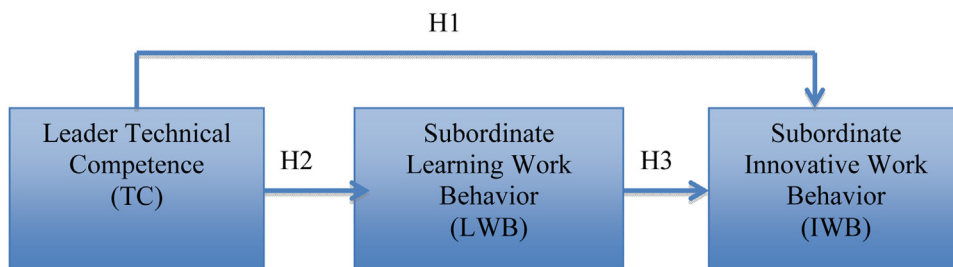 H1
Leader Technical
Competence
(TC)
H2
Subordinate
Learning Work
Behavior
(LWB)
H3
Subordinate
Innovative Work
Behavior
(IWB)